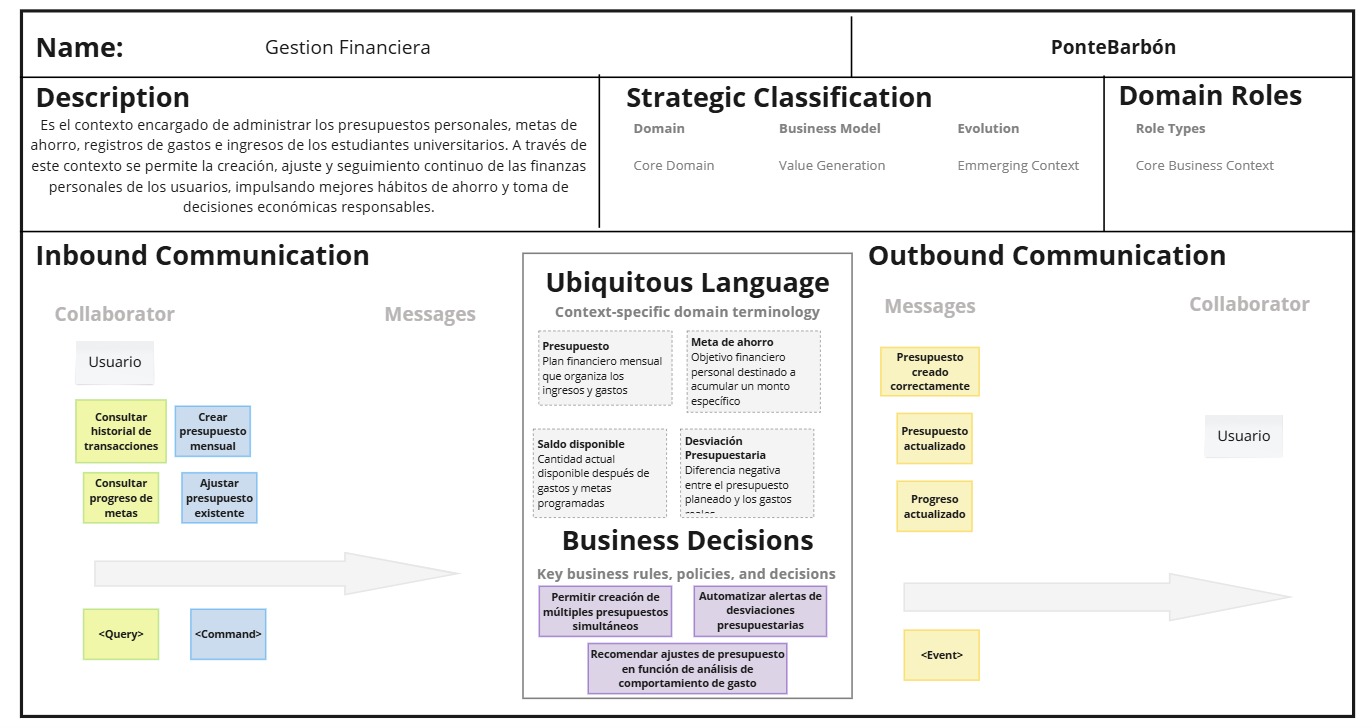 Name:
Gestion Financiera
PonteBarbón
Description
Es el contexto encargado de administrar los presupuestos personales, metas de
ahorro, registros de gastos e ingresos de los estudiantes universitarios. A través de
este contexto se permite la creación, ajuste y seguimiento continuo de las finanzas
personales de los usuarios, impulsando mejores hábitos de ahorro y toma de
decisiones económicas responsables.
Strategic Classification
Domain
Business Model
Evolution
Core Domain
Value Generation
Emmerging Context
Domain Roles
Role Types
Core Business Context
Inbound Communication
Collaborator
Messages
Usuario
Consultar
historial de
transacciones
Crear
presupuesto
mensual
Consultar
progreso de
metas
Ajustar
presupuesto
existente
<Query>
<Command>
Ubiquitous Language
Context-specific domain terminology
Presupuesto
Plan financiero mensual
que organiza los
ingresos y gastos
Meta de ahorro
Objetivo financiero
personal destinado a
acumular un monto
específico
Saldo disponible
Cantidad actual
disponible después de
gastos y metas
programadas
Desviación
Presupuestaria
Diferencia negativa
entre el presupuesto
planeado y los gastos
Business Decisions
Key business rules, policies, and decisions
Permitir creación de
múltiples presupuestos
simultáneos
Automatizar alertas de
desviaciones
presupuestarias
Recomendar ajustes de presupuesto
en función de análisis de
comportamiento de gasto
Outbound Communication
Messages
Collaborator
Presupuesto
creado
correctamente
Presupuesto
actualizado
Progreso
actualizado
Usuario
<Event>